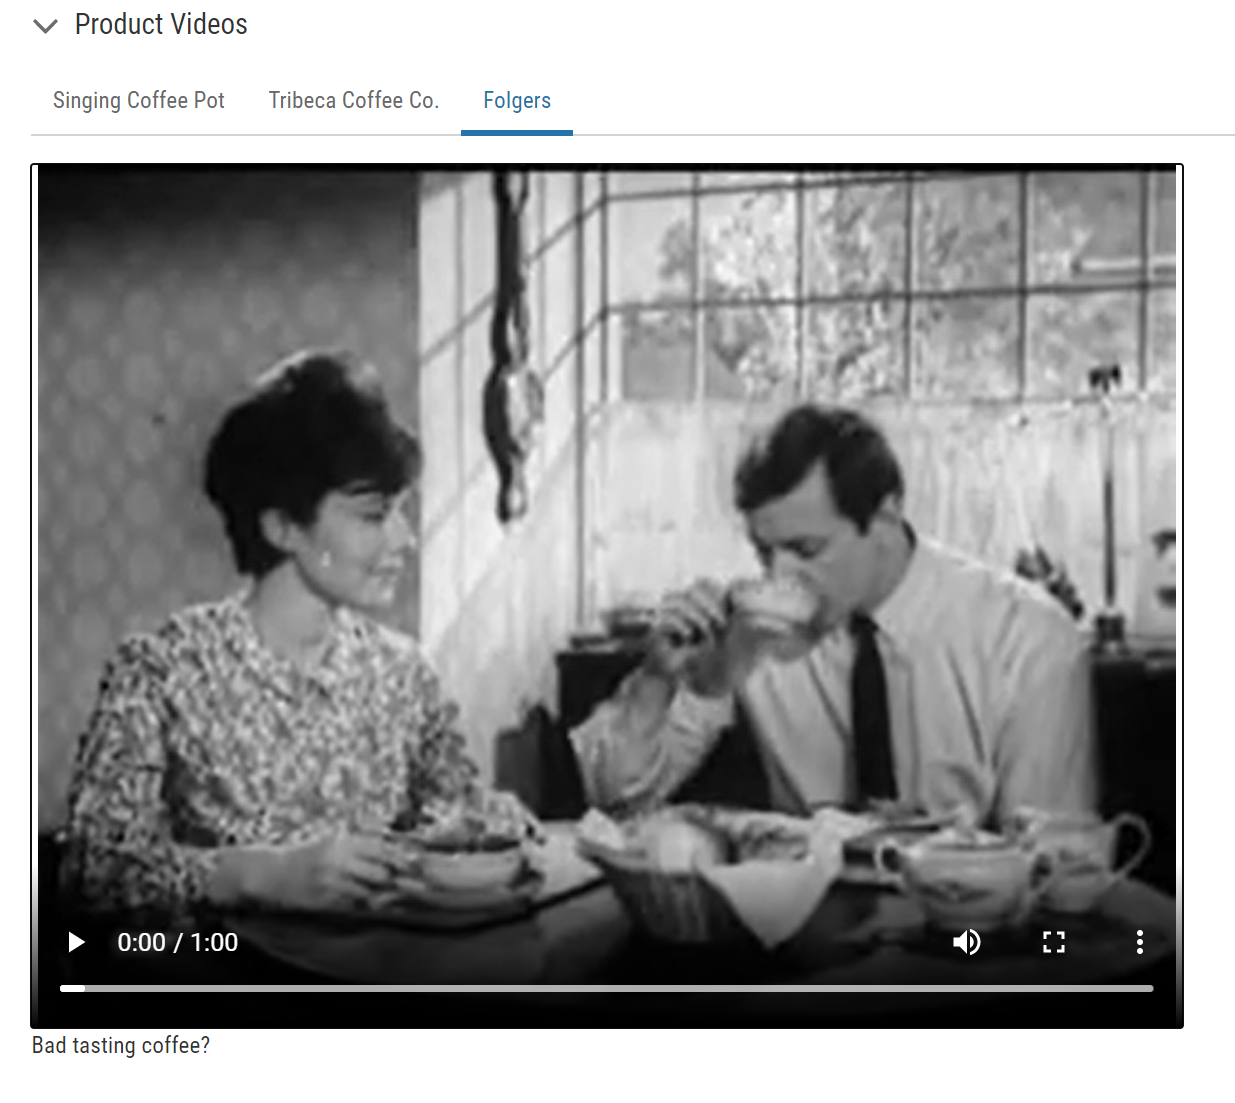 Product Videos
Singing Coffee Pot Tribeca Coffee Co. Folgers
0:00 / 1:00
Bad tasting coffee?